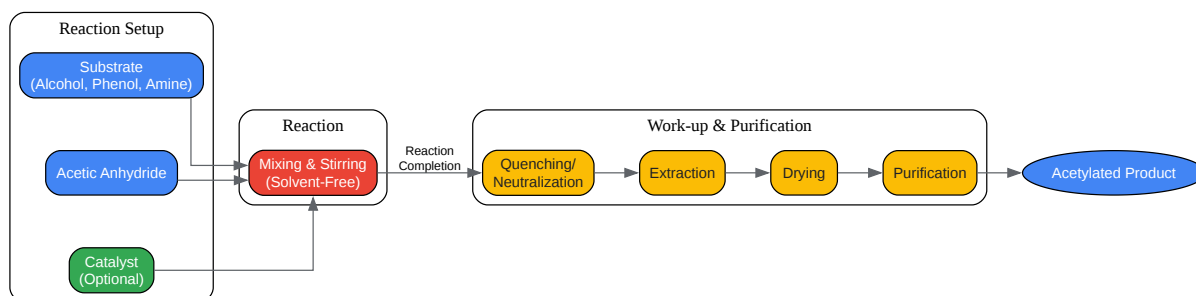 Reaction Setup
Substrate
(Alcohol, Phenol, Amine)
Acetic Anhydride
Catalyst
(Optional)
Reaction
Mixing & Stirring
(Solvent-Free)
Reaction
Completion
Work-up & Purification
Quenching/
Neutralization
Extraction
Drying
Purification
Acetylated Product